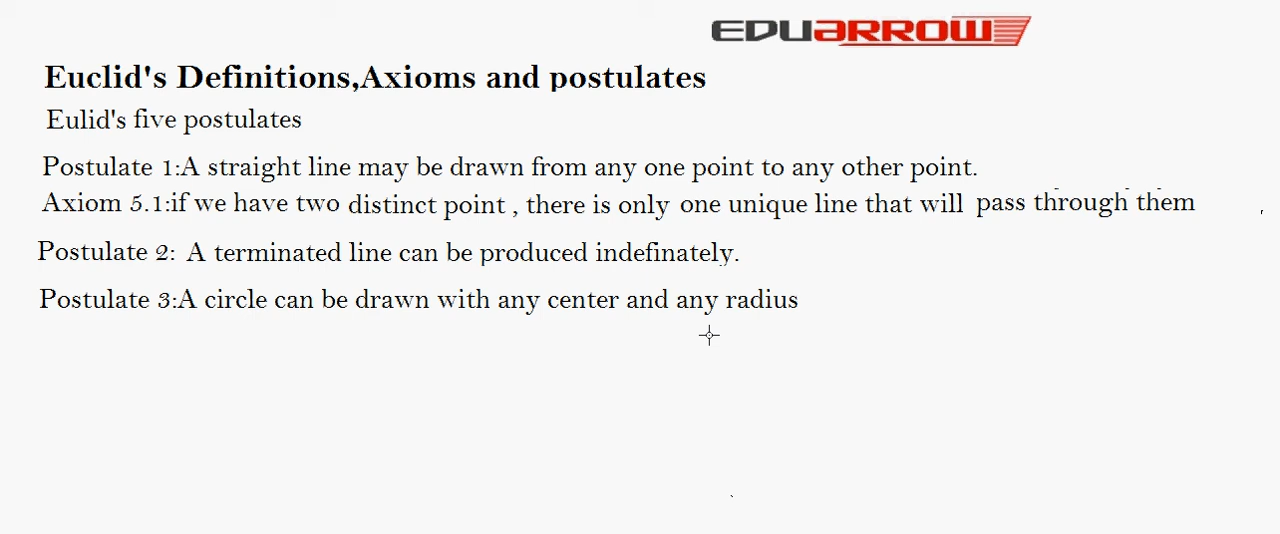 EDUARROW
Euclid's Definitions,Axioms and postulates
Eulid's five postulates
Postulate 1:A straight line may be drawn from any one point to any other point.
Axiom 5.1:if we have two distinct point , there is only one unique line that will pass through them
Postulate 2: A terminated line can be produced indefinately.
Postulate 3:A circle can be drawn with any center and any radius